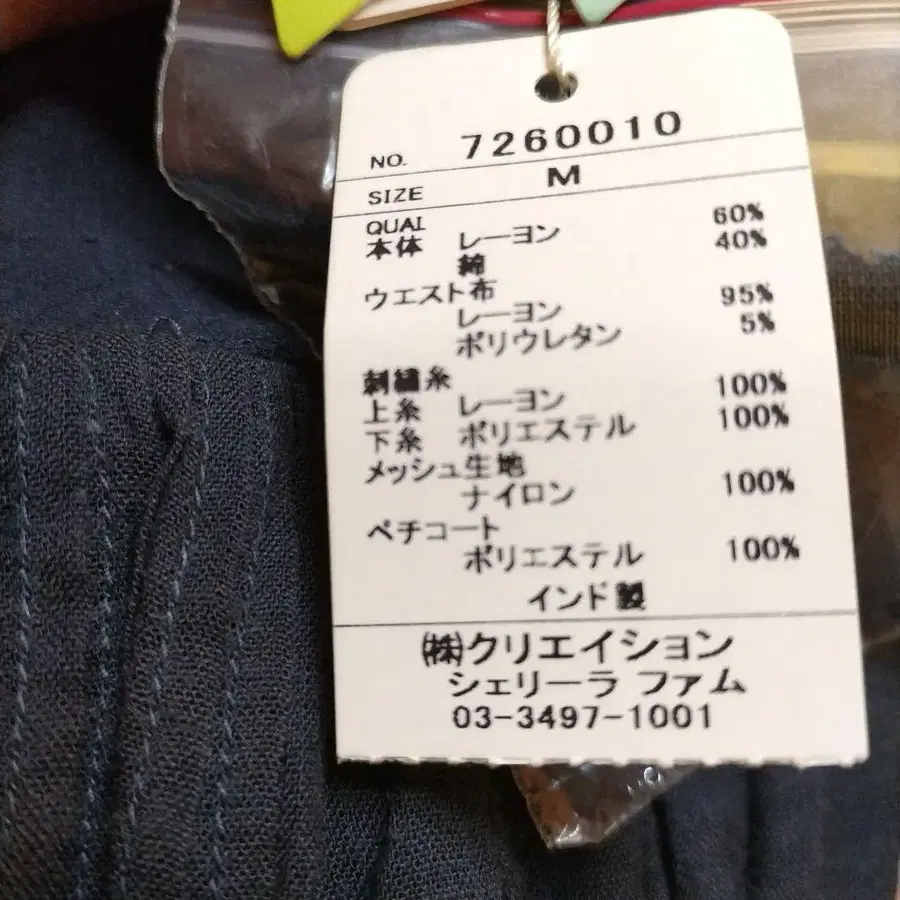 NO. 7260010
SIZE M
QUAL
本体 レーヨン 60%
綿 40%
ウエスト布
レーヨン 95%
ポリウレタン 5%
刺繍糸
上糸 レーヨン 100%
下糸 ポリエステル 100%
メッシュ生地
ナイロン 100%
ペチコート
ポリエステル 100%
インド製
㈱クリエイション
シェリーラ ファム
03-3497-1001